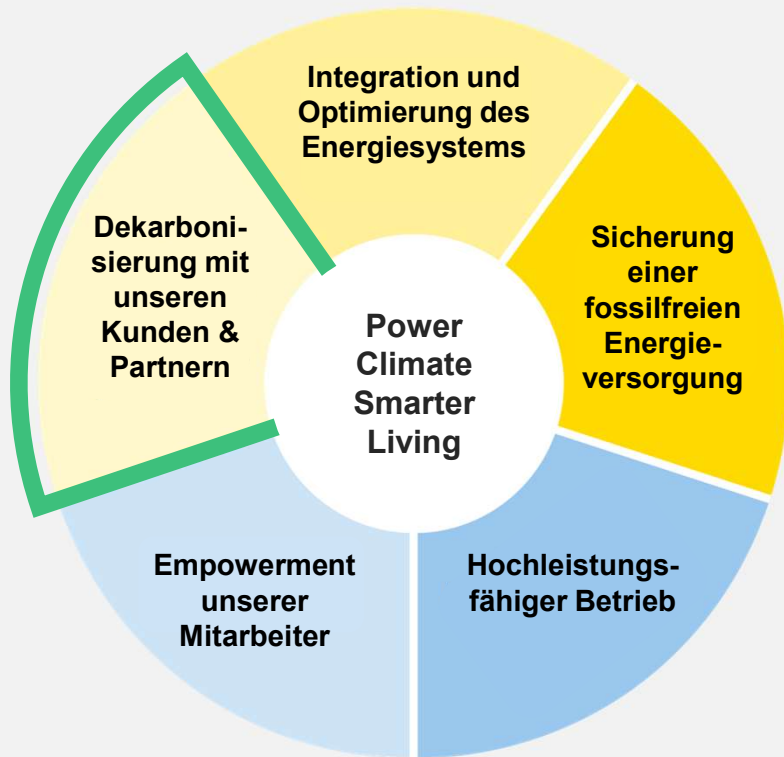 Integration und
Optimierung des
Energiesystems
Sicherung
einer
fossilfreien
Energie-
versorgung
Hochleistungs-
fähiger Betrieb
Empowerment
unserer
Mitarbeiter
Dekarboni-
sierung mit
unseren
Kunden &
Partnern
Power
Climate
Smarter
Living